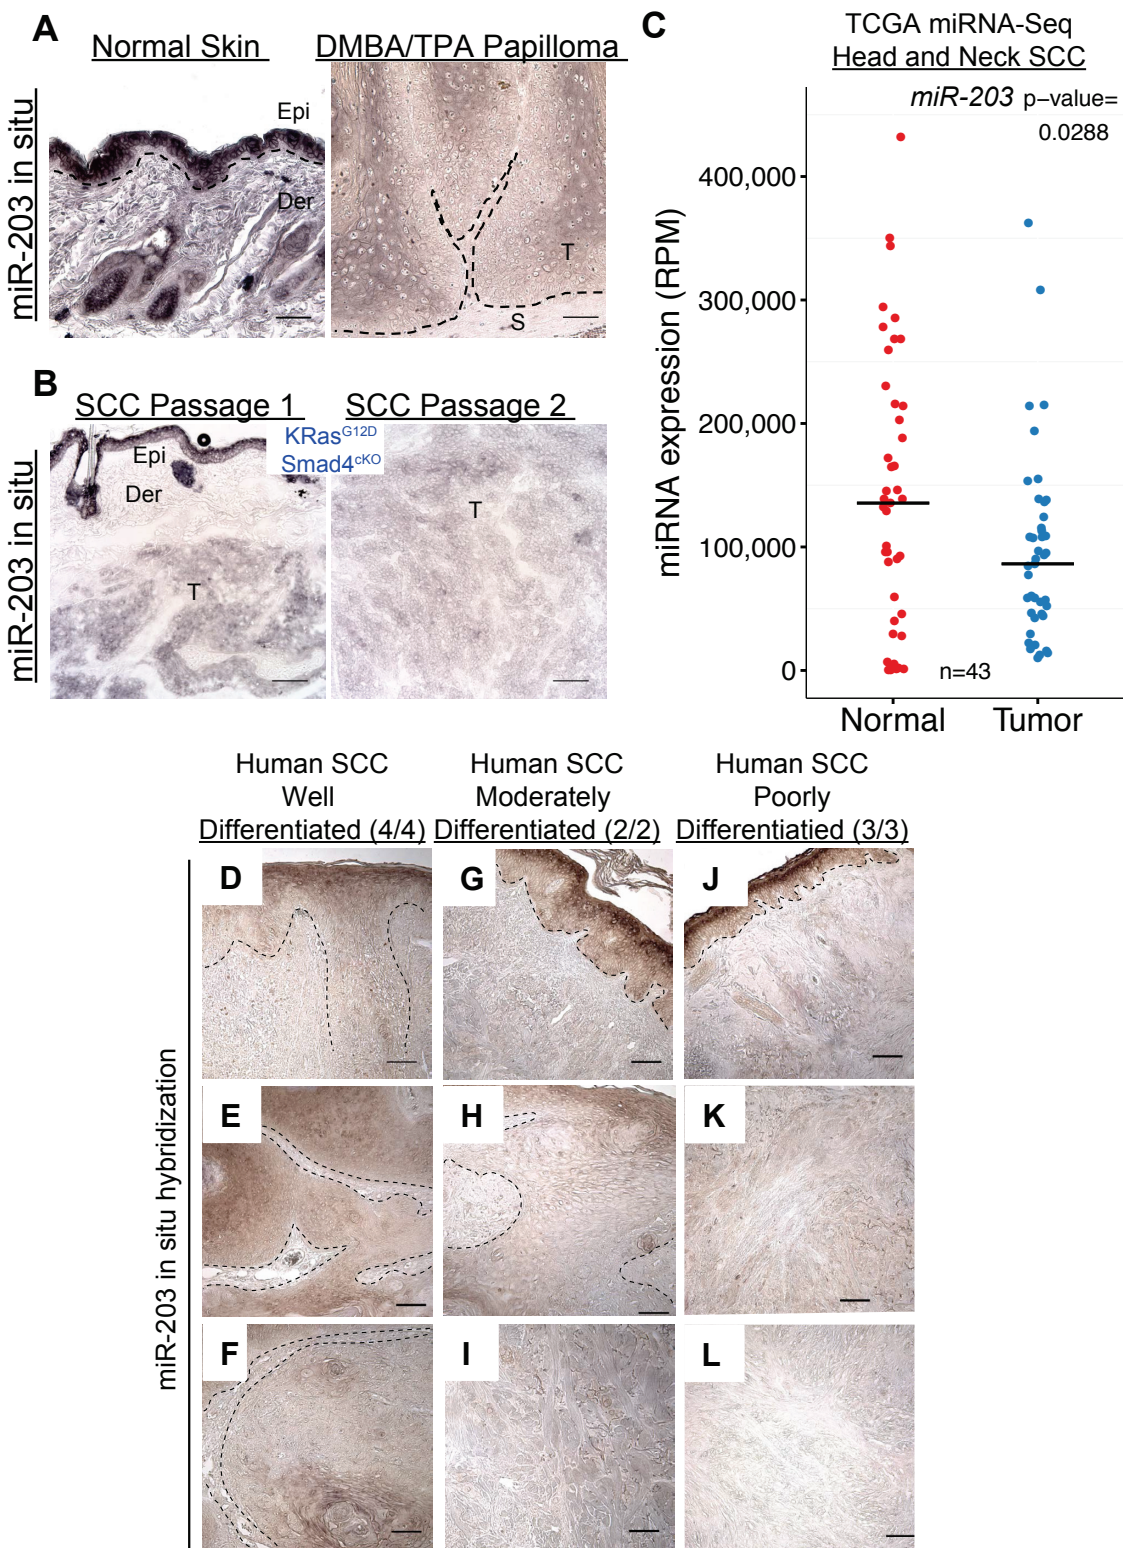 A
Normal Skin
DMBA/TPA Papilloma
miR-203 in situ
Epi
Der
T
S
B
SCC Passage 1
SCC Passage 2
miR-203 in situ
KRasG12D
Smad4cKO
Epi
Der
T
T
C
TCGA miRNA-Seq
Head and Neck SCC
miR-203 p-value=
0.0288
miRNA expression (RPM)
400,000
300,000
200,000
100,000
0
n=43
Normal
Tumor
Human SCC
Well
Differentiated (4/4)
Human SCC
Moderately
Differentiated (2/2)
Human SCC
Poorly
Differentiatied (3/3)
miR-203 in situ hybridization
D
G
J
E
H
K
F
I
L